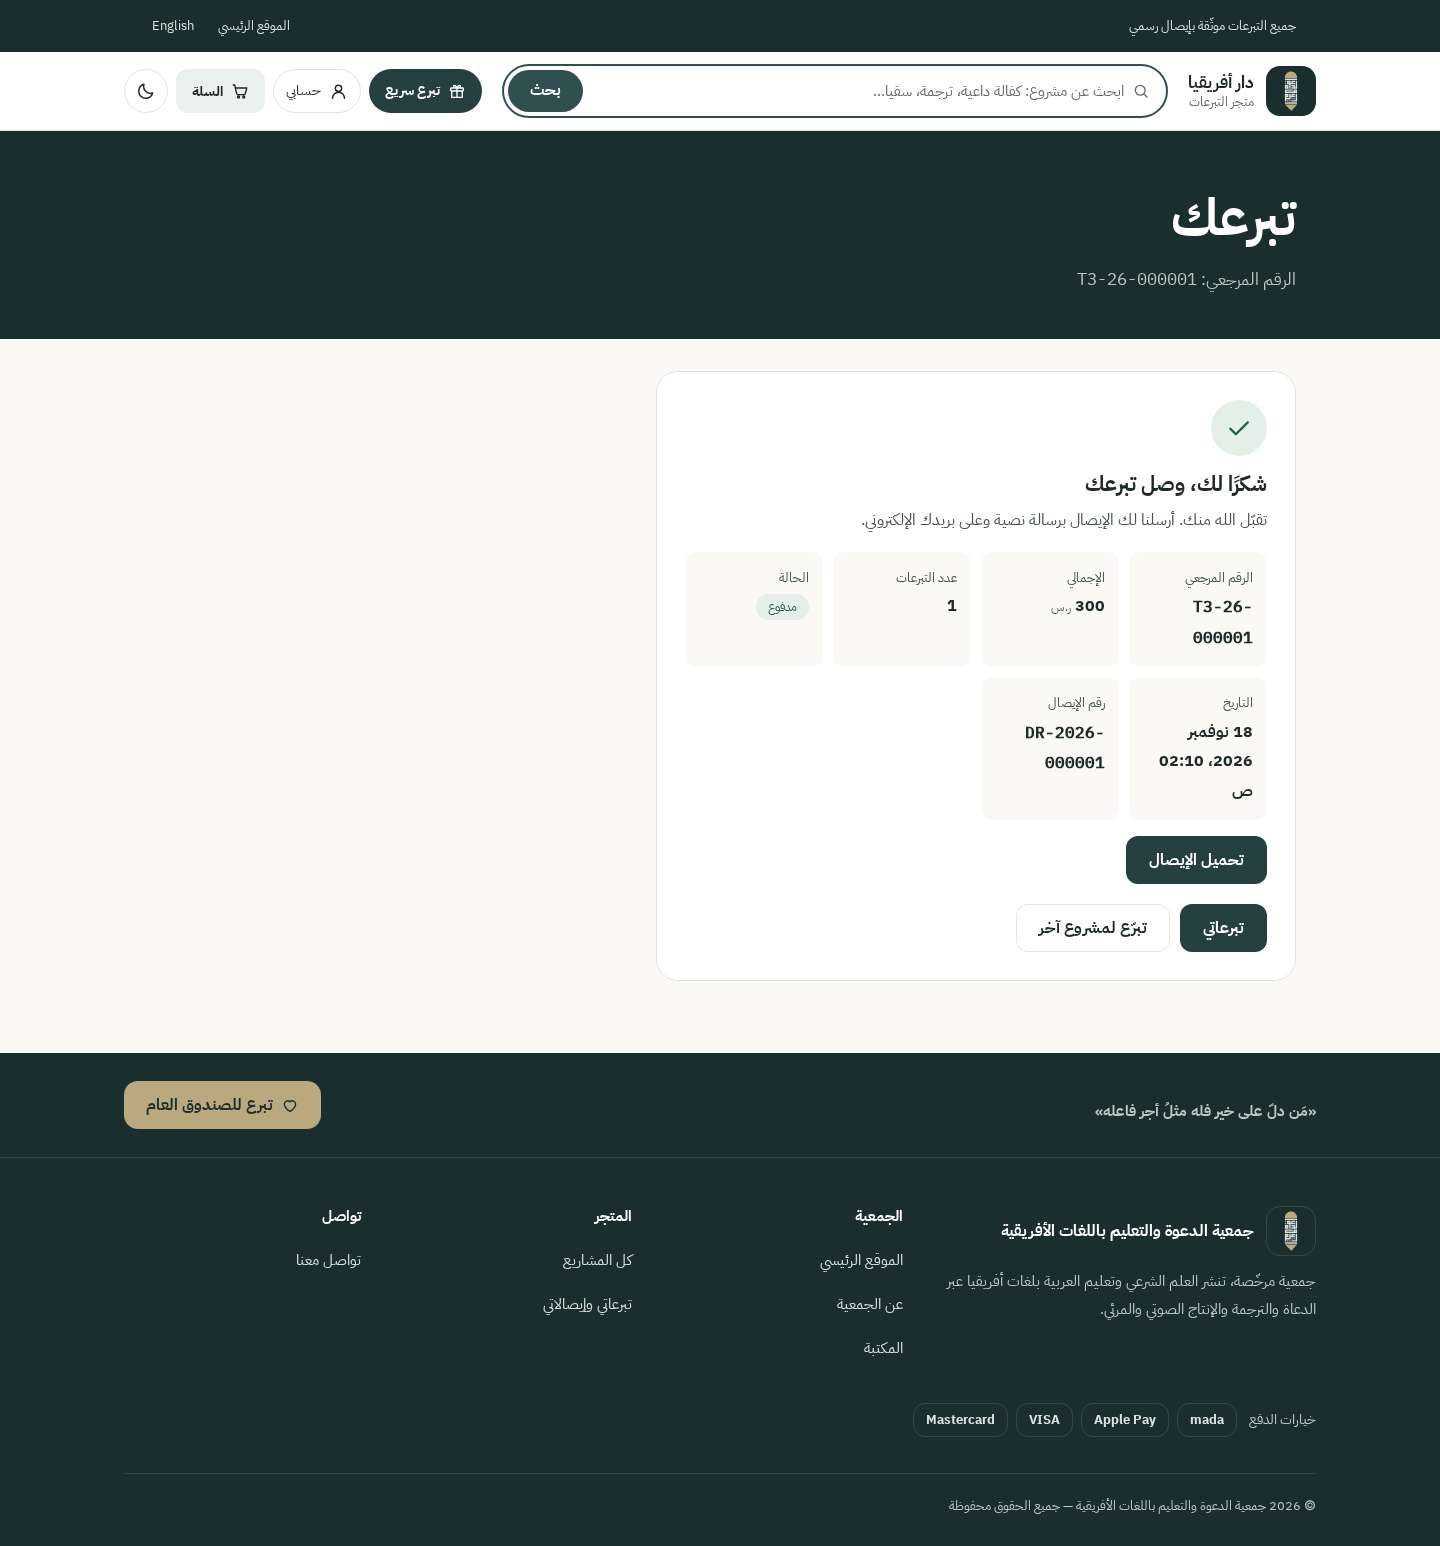 جميع التبرعات موثّقة بإيصال رسمي
الموقع الرئيسي
English
دار أفريقيا
متجر التبرعات
ابحث عن مشروع: كفالة داعية، ترجمة، سقيا...
بحث
تبرع سريع
حسابي
السلة
تبرعك
الرقم المرجعي: T3-26-000001
شكرًا لك، وصل تبرعك
تقبّل الله منك. أرسلنا لك الإيصال برسالة نصية وعلى بريدك الإلكتروني.
الرقم المرجعي
T3-26-
000001
الإجمالي
300 ر.س
عدد التبرعات
1
الحالة
مدفوع
التاريخ
18 نوفمبر
2026، 02:10
ص
رقم الإيصال
DR-2026-
000001
تحميل الإيصال
تبرعاتي
تبرّع لمشروع آخر
«مَن دلّ على خير فله مثلُ أجر فاعله»
تبرع للصندوق العام
جمعية الدعوة والتعليم باللغات الأفريقية
جمعية مرخّصة، تنشر العلم الشرعي وتعليم العربية بلغات أفريقيا عبر
الدعاة والترجمة والإنتاج الصوتي والمرئي.
الجمعية
الموقع الرئيسي
عن الجمعية
المكتبة
المتجر
كل المشاريع
تبرعاتي وإيصالاتي
تواصل
تواصل معنا
خيارات الدفع
mada
Apple Pay
VISA
Mastercard
© 2026 جمعية الدعوة والتعليم باللغات الأفريقية — جميع الحقوق محفوظة